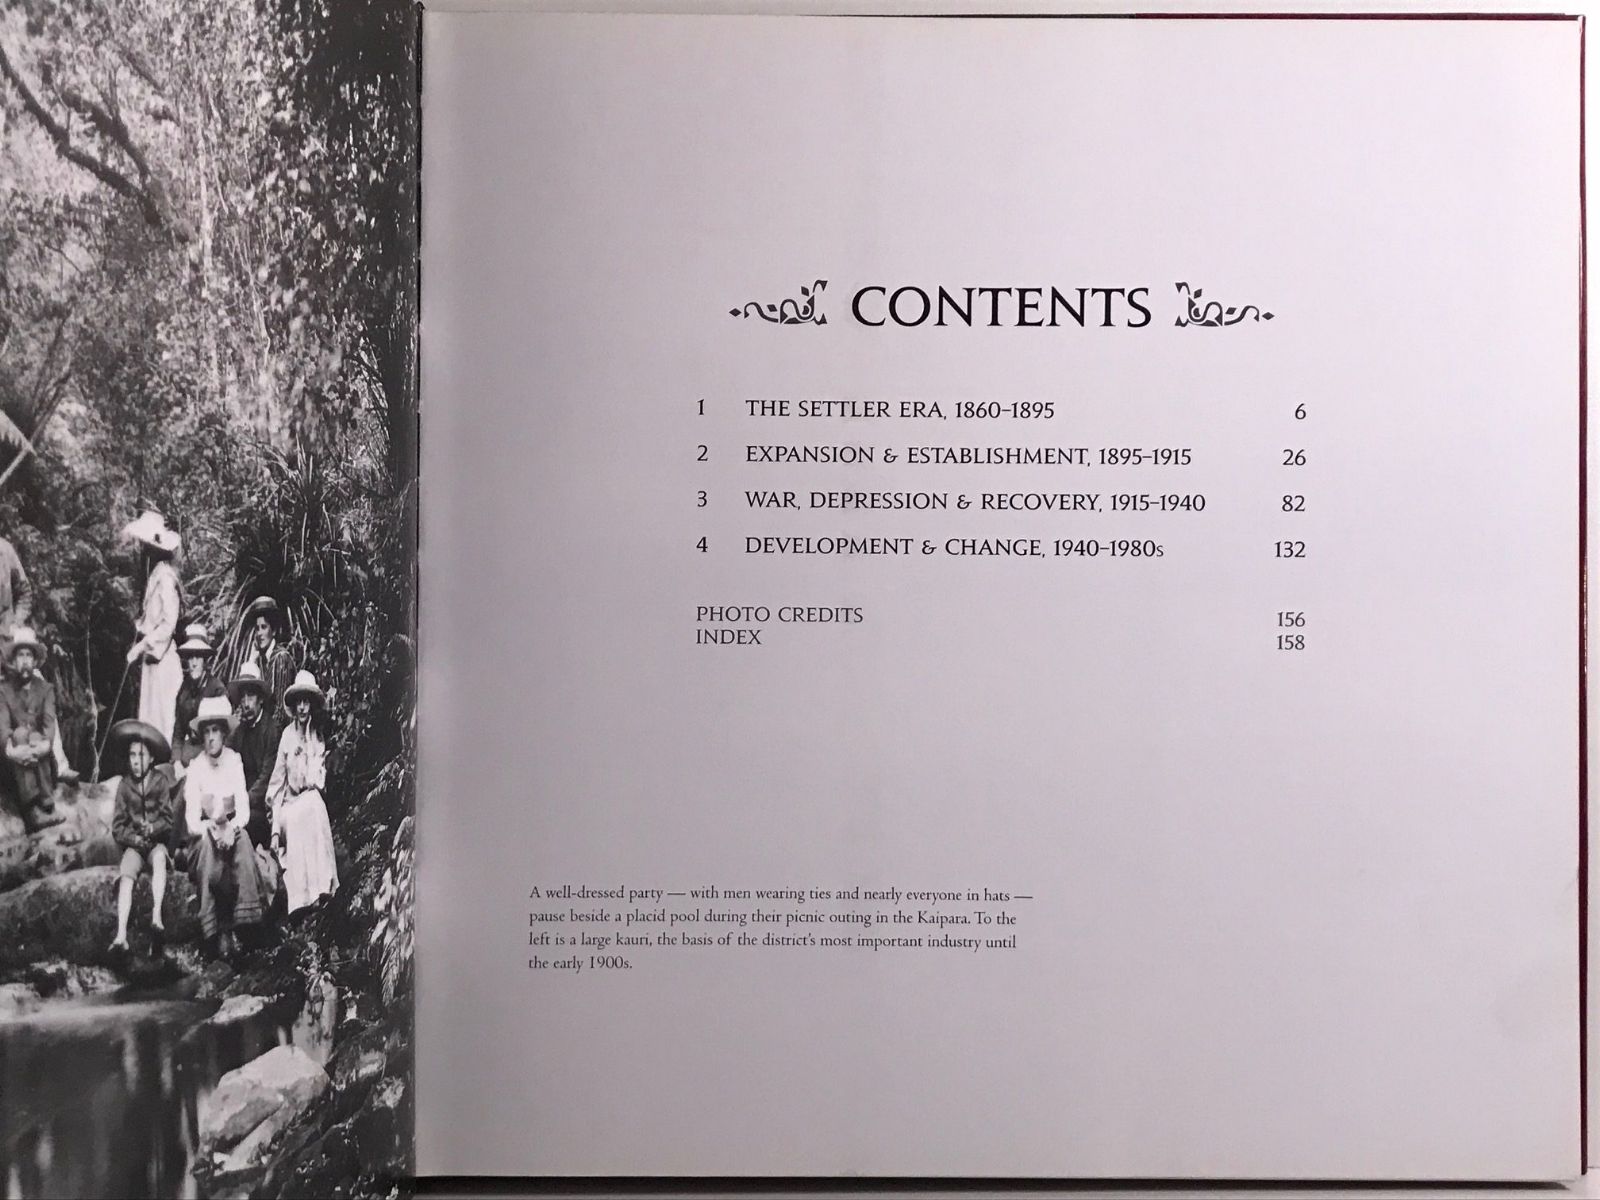 CONTENTS
1 THE SETTLER ERA, 1860–1895 6
2 EXPANSION & ESTABLISHMENT, 1895–1915 26
3 WAR, DEPRESSION & RECOVERY, 1915–1940 82
4 DEVELOPMENT & CHANGE, 1940–1980s 132
PHOTO CREDITS 156
INDEX 158
A well-dressed party — with men wearing ties and nearly everyone in hats —
pause beside a placid pool during their picnic outing in the Kaipara. To the
left is a large kauri, the basis of the district's most important industry until
the early 1900s.